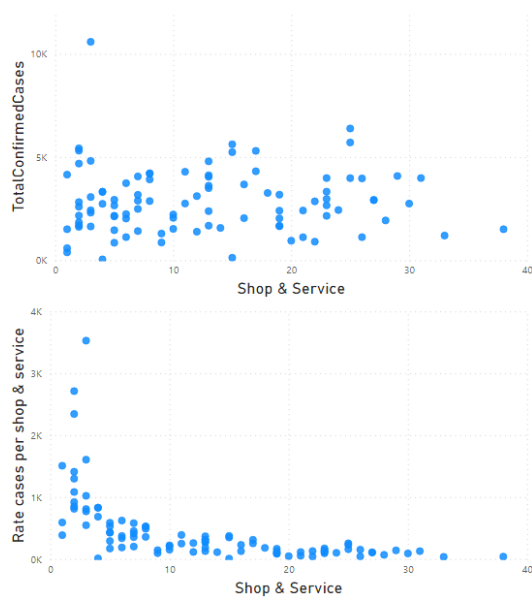 TotalConfirmedCases
10K
5K
0K
0 10 20 30 40
Shop & Service
Rate cases per shop & service
4K
3K
2K
1K
0K
0 10 20 30 40
Shop & Service